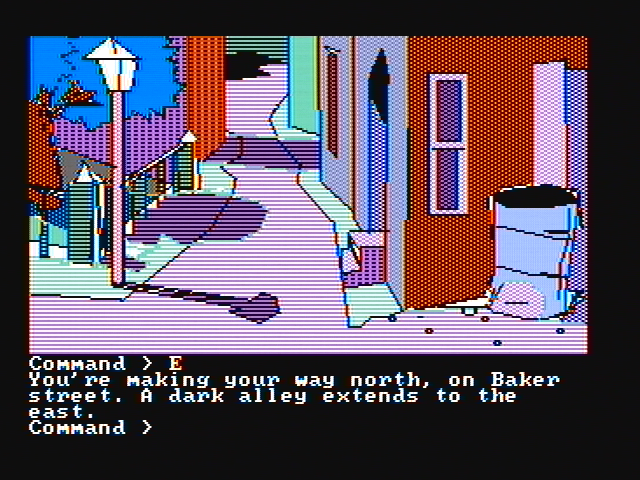 Command > E
You're making your way north, on Baker
street. A dark alley extends to the
east.
Command >